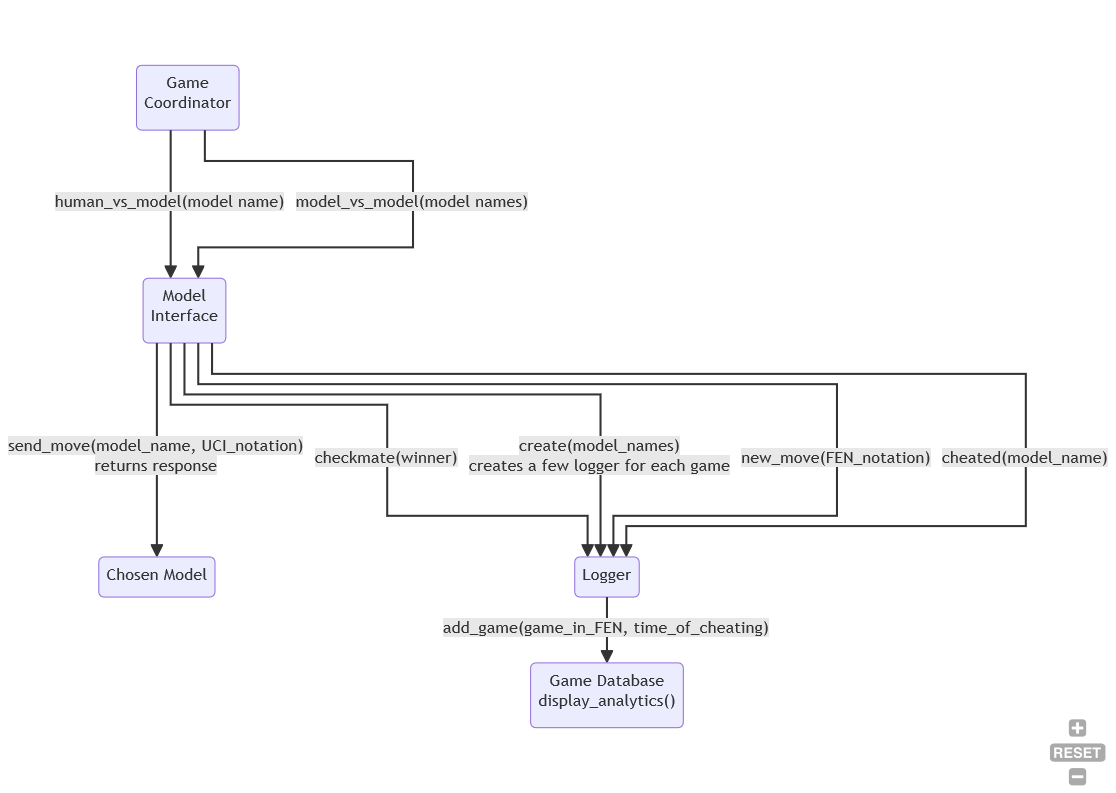 Game
Coordinator
human_vs_model(model name)
model_vs_model(model names)
Model
Interface
send_move(model_name, UCI_notation)
returns response
checkmate(winner)
create(model_names)
creates a few logger for each game
new_move(FEN_notation)
cheated(model_name)
Chosen Model
Logger
add_game(game_in_FEN, time_of_cheating)
Game Database
display_analytics()
RESET